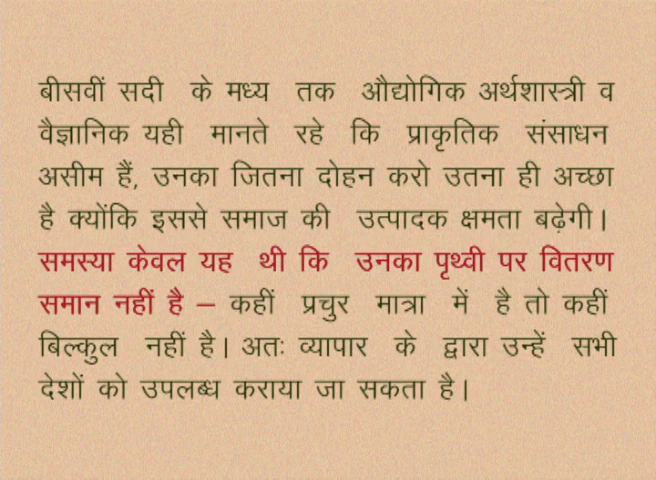 बीसवीं सदी के मध्य तक औद्योगिक अर्थशास्त्री व
वैज्ञानिक यही मानते रहे कि प्राकृतिक संसाधन
असीम हैं, उनका जितना दोहन करो उतना ही अच्छा
है क्योंकि इससे समाज की उत्पादक क्षमता बढ़ेगी।
समस्या केवल यह थी कि उनका पृथ्वी पर वितरण
समान नहीं है – कहीं प्रचुर मात्रा में है तो कहीं
बिल्कुल नहीं है। अतः व्यापार के द्वारा उन्हें सभी
देशों को उपलब्ध कराया जा सकता है।